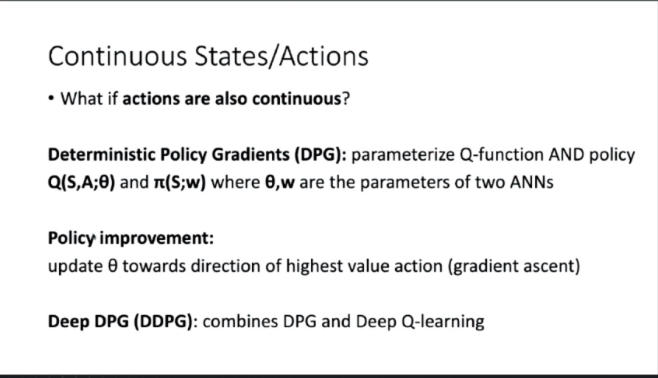 Continuous States/Actions
• What if actions are also continuous?
Deterministic Policy Gradients (DPG): parameterize Q-function AND policy
Q(S,A;θ) and π(S;w) where θ,w are the parameters of two ANNs
Policy improvement:
update θ towards direction of highest value action (gradient ascent)
Deep DPG (DDPG): combines DPG and Deep Q-learning